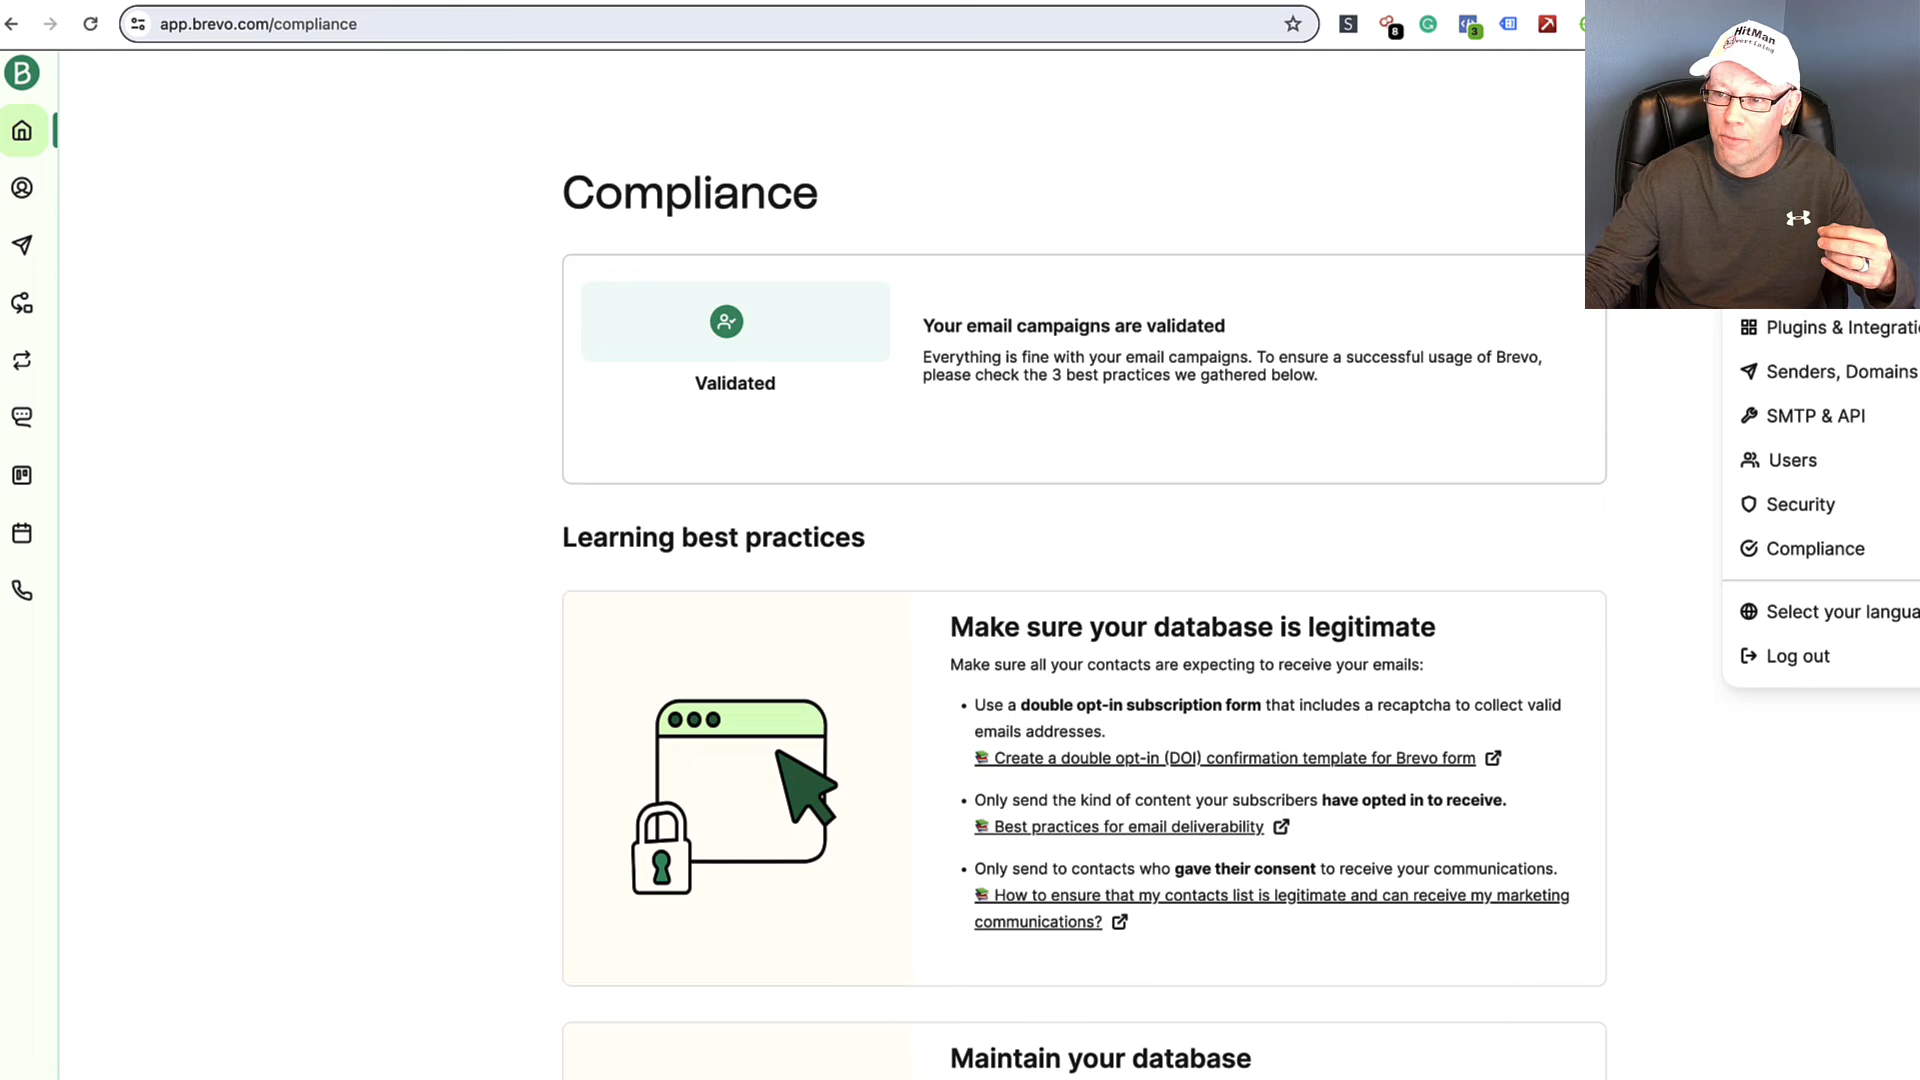 app.brevo.com/compliance
S
8
3
HitMan
Advertising
B
Compliance
Validated
Your email campaigns are validated
Everything is fine with your email campaigns. To ensure a successful usage of Brevo,
please check the 3 best practices we gathered below.
Plugins & Integrati
Senders, Domains
SMTP & API
Users
Security
Compliance
Select your langua
Log out
Learning best practices
Make sure your database is legitimate
Make sure all your contacts are expecting to receive your emails:
• Use a double opt-in subscription form that includes a recaptcha to collect valid
emails addresses.
Create a double opt-in (DOI) confirmation template for Brevo form
• Only send the kind of content your subscribers have opted in to receive.
Best practices for email deliverability
• Only send to contacts who gave their consent to receive your communications.
How to ensure that my contacts list is legitimate and can receive my marketing
communications?
Maintain your database